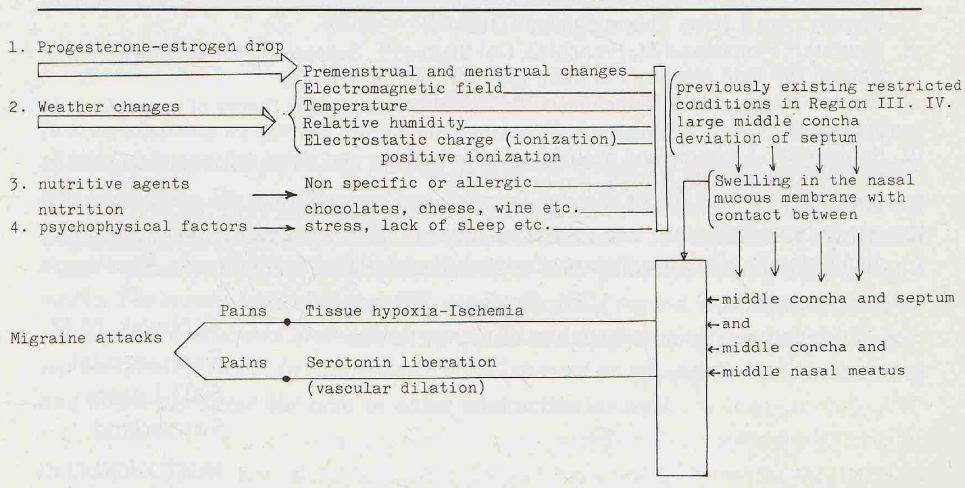 1. Progesterone-estrogen drop
Premenstrual and menstrual changes
2. Weather changes
Electromagnetic field
Temperature
Relative humidity
Electrostatic charge (ionization)
positive ionization
3. nutritive agents
nutrition
Non specific or allergic
chocolates, cheese, wine etc.
4. psychophysical factors
stress, lack of sleep etc.
previously existing restricted
conditions in Region III. IV.
large middle concha
deviation of septum
Swelling in the nasal
mucous membrane with
contact between
middle concha and septum
and
middle concha and
middle nasal meatus
Migraine attacks
Pains
Tissue hypoxia-Ischemia
Pains
Serotonin liberation
(vascular dilation)